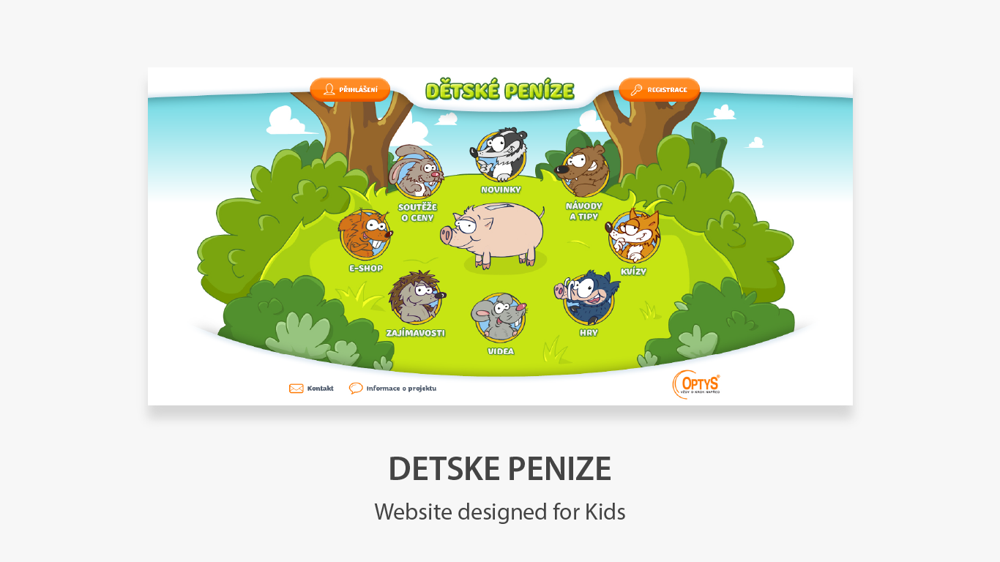 PŘIHLÁŠENÍ
DĚTSKÉ PENÍZE
REGISTRACE
NOVINKY
SOUTĚŽE
O CENY
NÁVODY
A TIPY
E-SHOP
KVÍZY
ZAJÍMAVOSTI
HRY
VIDEA
Kontakt
Informace o projektu
OPTYS®
VŽDY O KROK NAPŘED
DETSKE PENIZE
Website designed for Kids